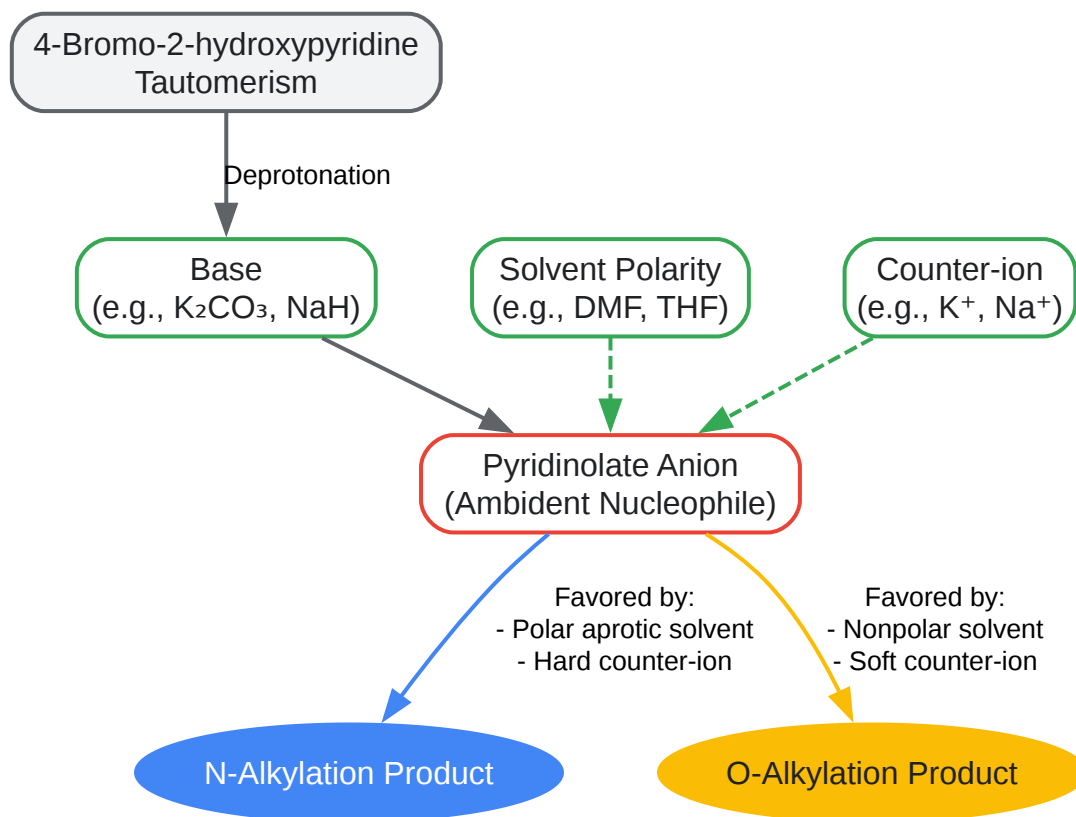 4-Bromo-2-hydroxypyridine
Tautomerism
Deprotonation
Base
(e.g., K₂CO₃, NaH)
Solvent Polarity
(e.g., DMF, THF)
Counter-ion
(e.g., K⁺, Na⁺)
Pyridinolate Anion
(Ambident Nucleophile)
Favored by:
- Polar aprotic solvent
- Hard counter-ion
Favored by:
- Nonpolar solvent
- Soft counter-ion
N-Alkylation Product
O-Alkylation Product